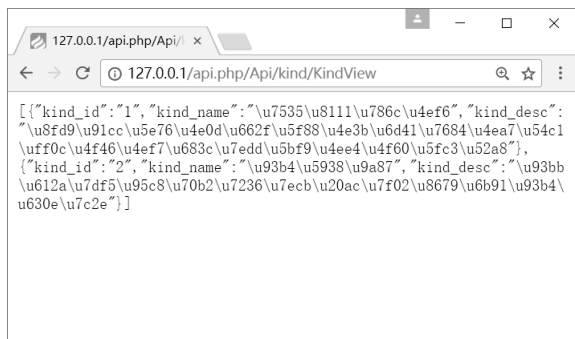 127.0.0.1/api.php/Api/
127.0.0.1/api.php/Api/kind/KindView
[{"kind_id":"1","kind_name":"\u7535\u8111\u786c\u4ef6","kind_desc":
"\u8fd9\u91cc\u5e76\u4e0d\u662f\u5f88\u4e3b\u6d41\u7684\u4ea7\u54c1
\uff0c\u4f46\u4ef7\u683c\u7edd\u5bf9\u4ee4\u4f60\u5fc3\u52a8"},
{"kind_id":"2","kind_name":"\u93b4\u5938\u9a87","kind_desc":"\u93bb
\u612a\u7df5\u95c8\u70b2\u7236\u7ecb\u20ac\u7f02\u8679\u6b91\u93b4\
u630e\u7c2e"}]